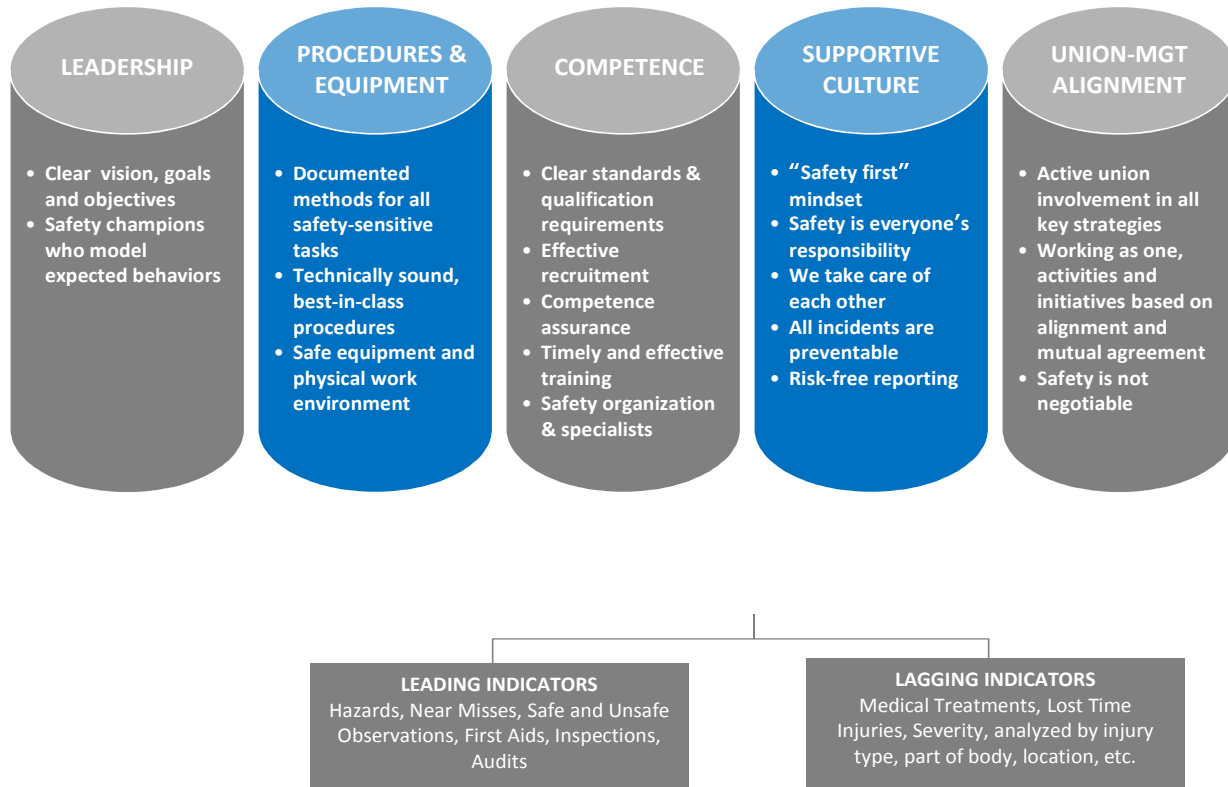 LEADERSHIP
• Clear vision, goals
and objectives
• Safety champions
who model
expected behaviors
PROCEDURES &
EQUIPMENT
• Documented
methods for all
safety-sensitive
tasks
• Technically sound,
best-in-class
procedures
• Safe equipment and
physical work
environment
COMPETENCE
• Clear standards &
qualification
requirements
• Effective
recruitment
• Competence
assurance
• Timely and effective
training
• Safety organization
& specialists
SUPPORTIVE
CULTURE
• “Safety first”
mindset
• Safety is everyone’s
responsibility
• We take care of
each other
• All incidents are
preventable
• Risk-free reporting
UNION-MGT
ALIGNMENT
• Active union
involvement in all
key strategies
• Working as one,
activities and
initiatives based on
alignment and
mutual agreement
• Safety is not
negotiable
LEADING INDICATORS
Hazards, Near Misses, Safe and Unsafe
Observations, First Aids, Inspections,
Audits
LAGGING INDICATORS
Medical Treatments, Lost Time
Injuries, Severity, analyzed by injury
type, part of body, location, etc.